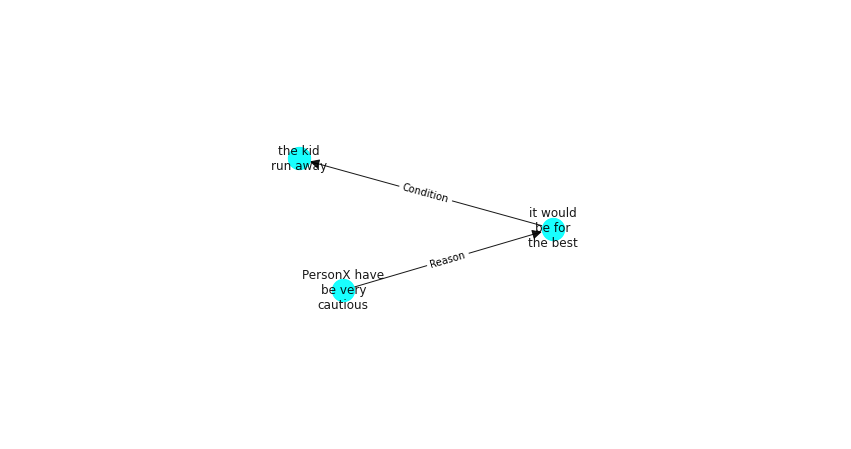 the kid
run away
Condition
it would
be for
the best
Reason
PersonX have
be very
cautious